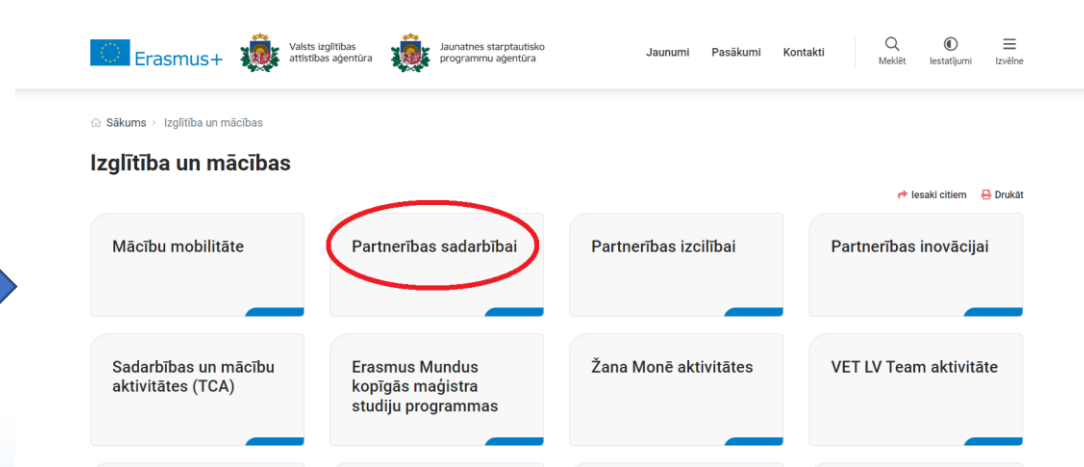 Erasmus+
Valsts izglītības
attīstības aģentūra
Jaunatnes starptautisko
programmu aģentūra
Jaunumi Pasākumi Kontakti
Meklēt Iestatījumi Izvēlne
Sākums > Izglītība un mācības
Izglītība un mācības
Iesaki citiem Drukāt
Mācību mobilitāte
Partnerības sadarbībai
Partnerības izcilībai
Partnerības inovācijai
Sadarbības un mācību
aktivitātes (TCA)
Erasmus Mundus
kopīgās maģistra
studiju programmas
Žana Monē aktivitātes
VET LV Team aktivitāte